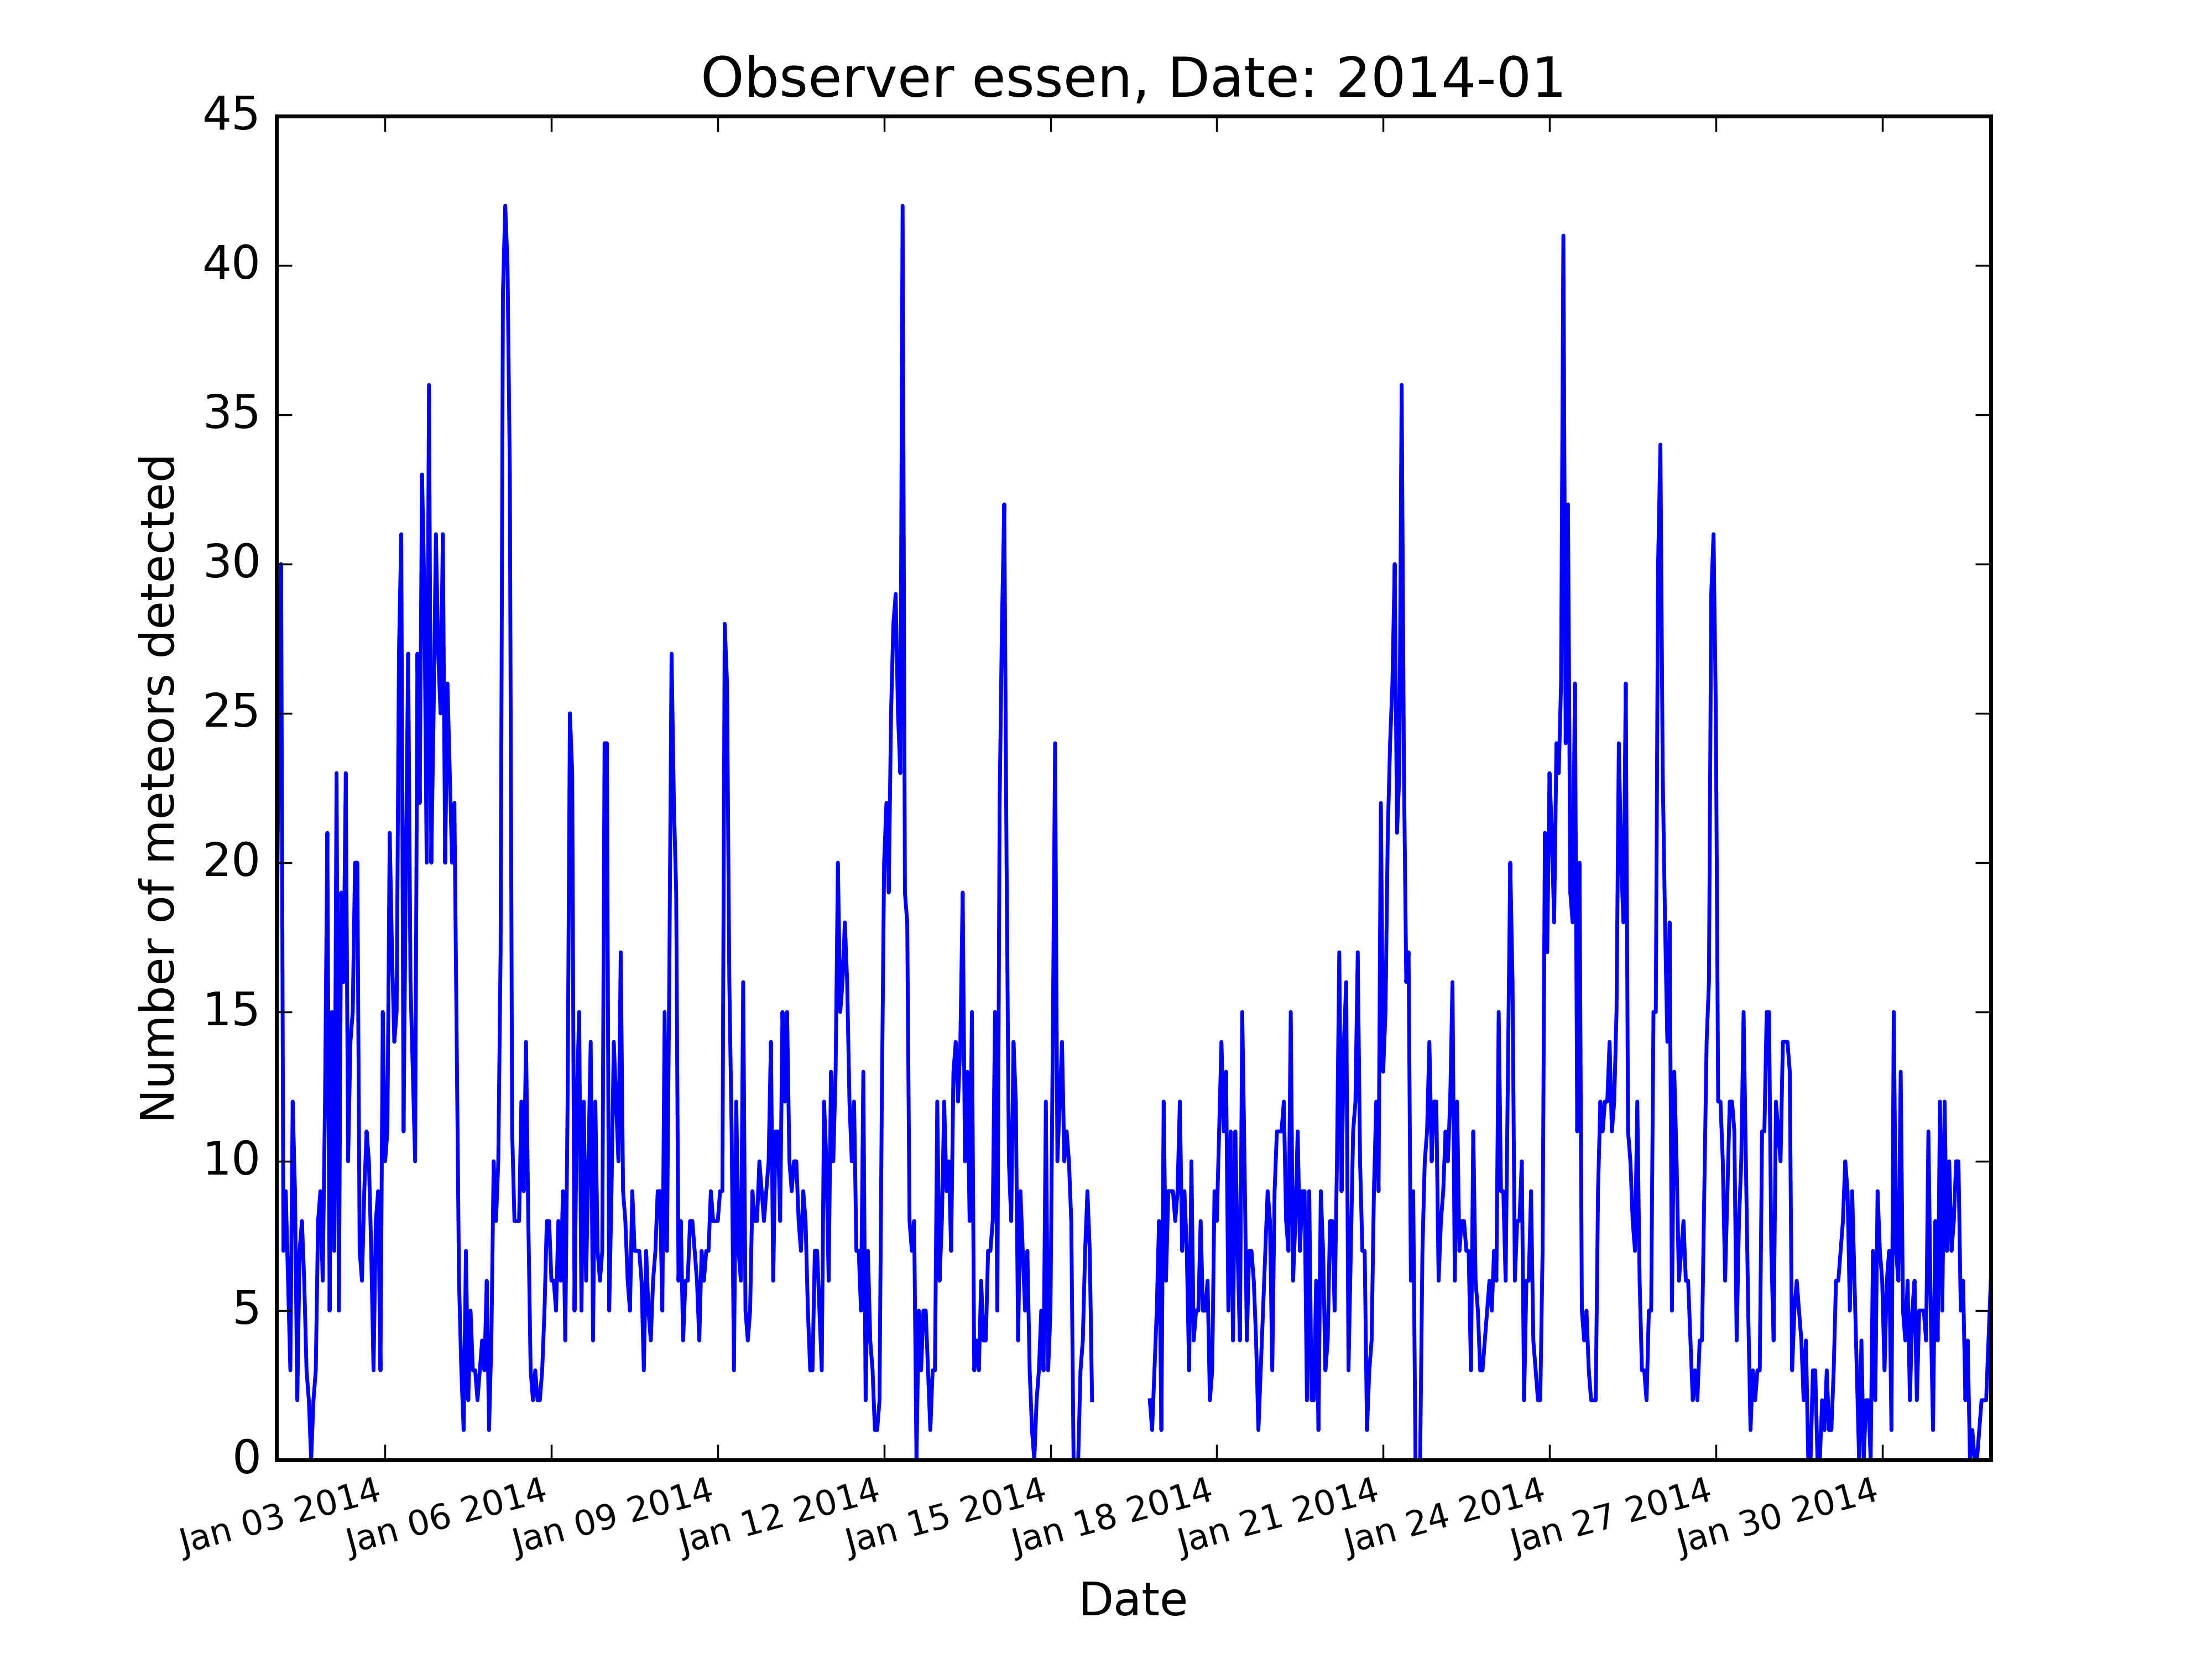 Observer essen, Date: 2014-01
45
40
35
30
25
20
15
10
5
0
Number of meteors detected
Jan 03 2014
Jan 06 2014
Jan 09 2014
Jan 12 2014
Jan 15 2014
Jan 18 2014
Jan 21 2014
Jan 24 2014
Jan 27 2014
Jan 30 2014
Date